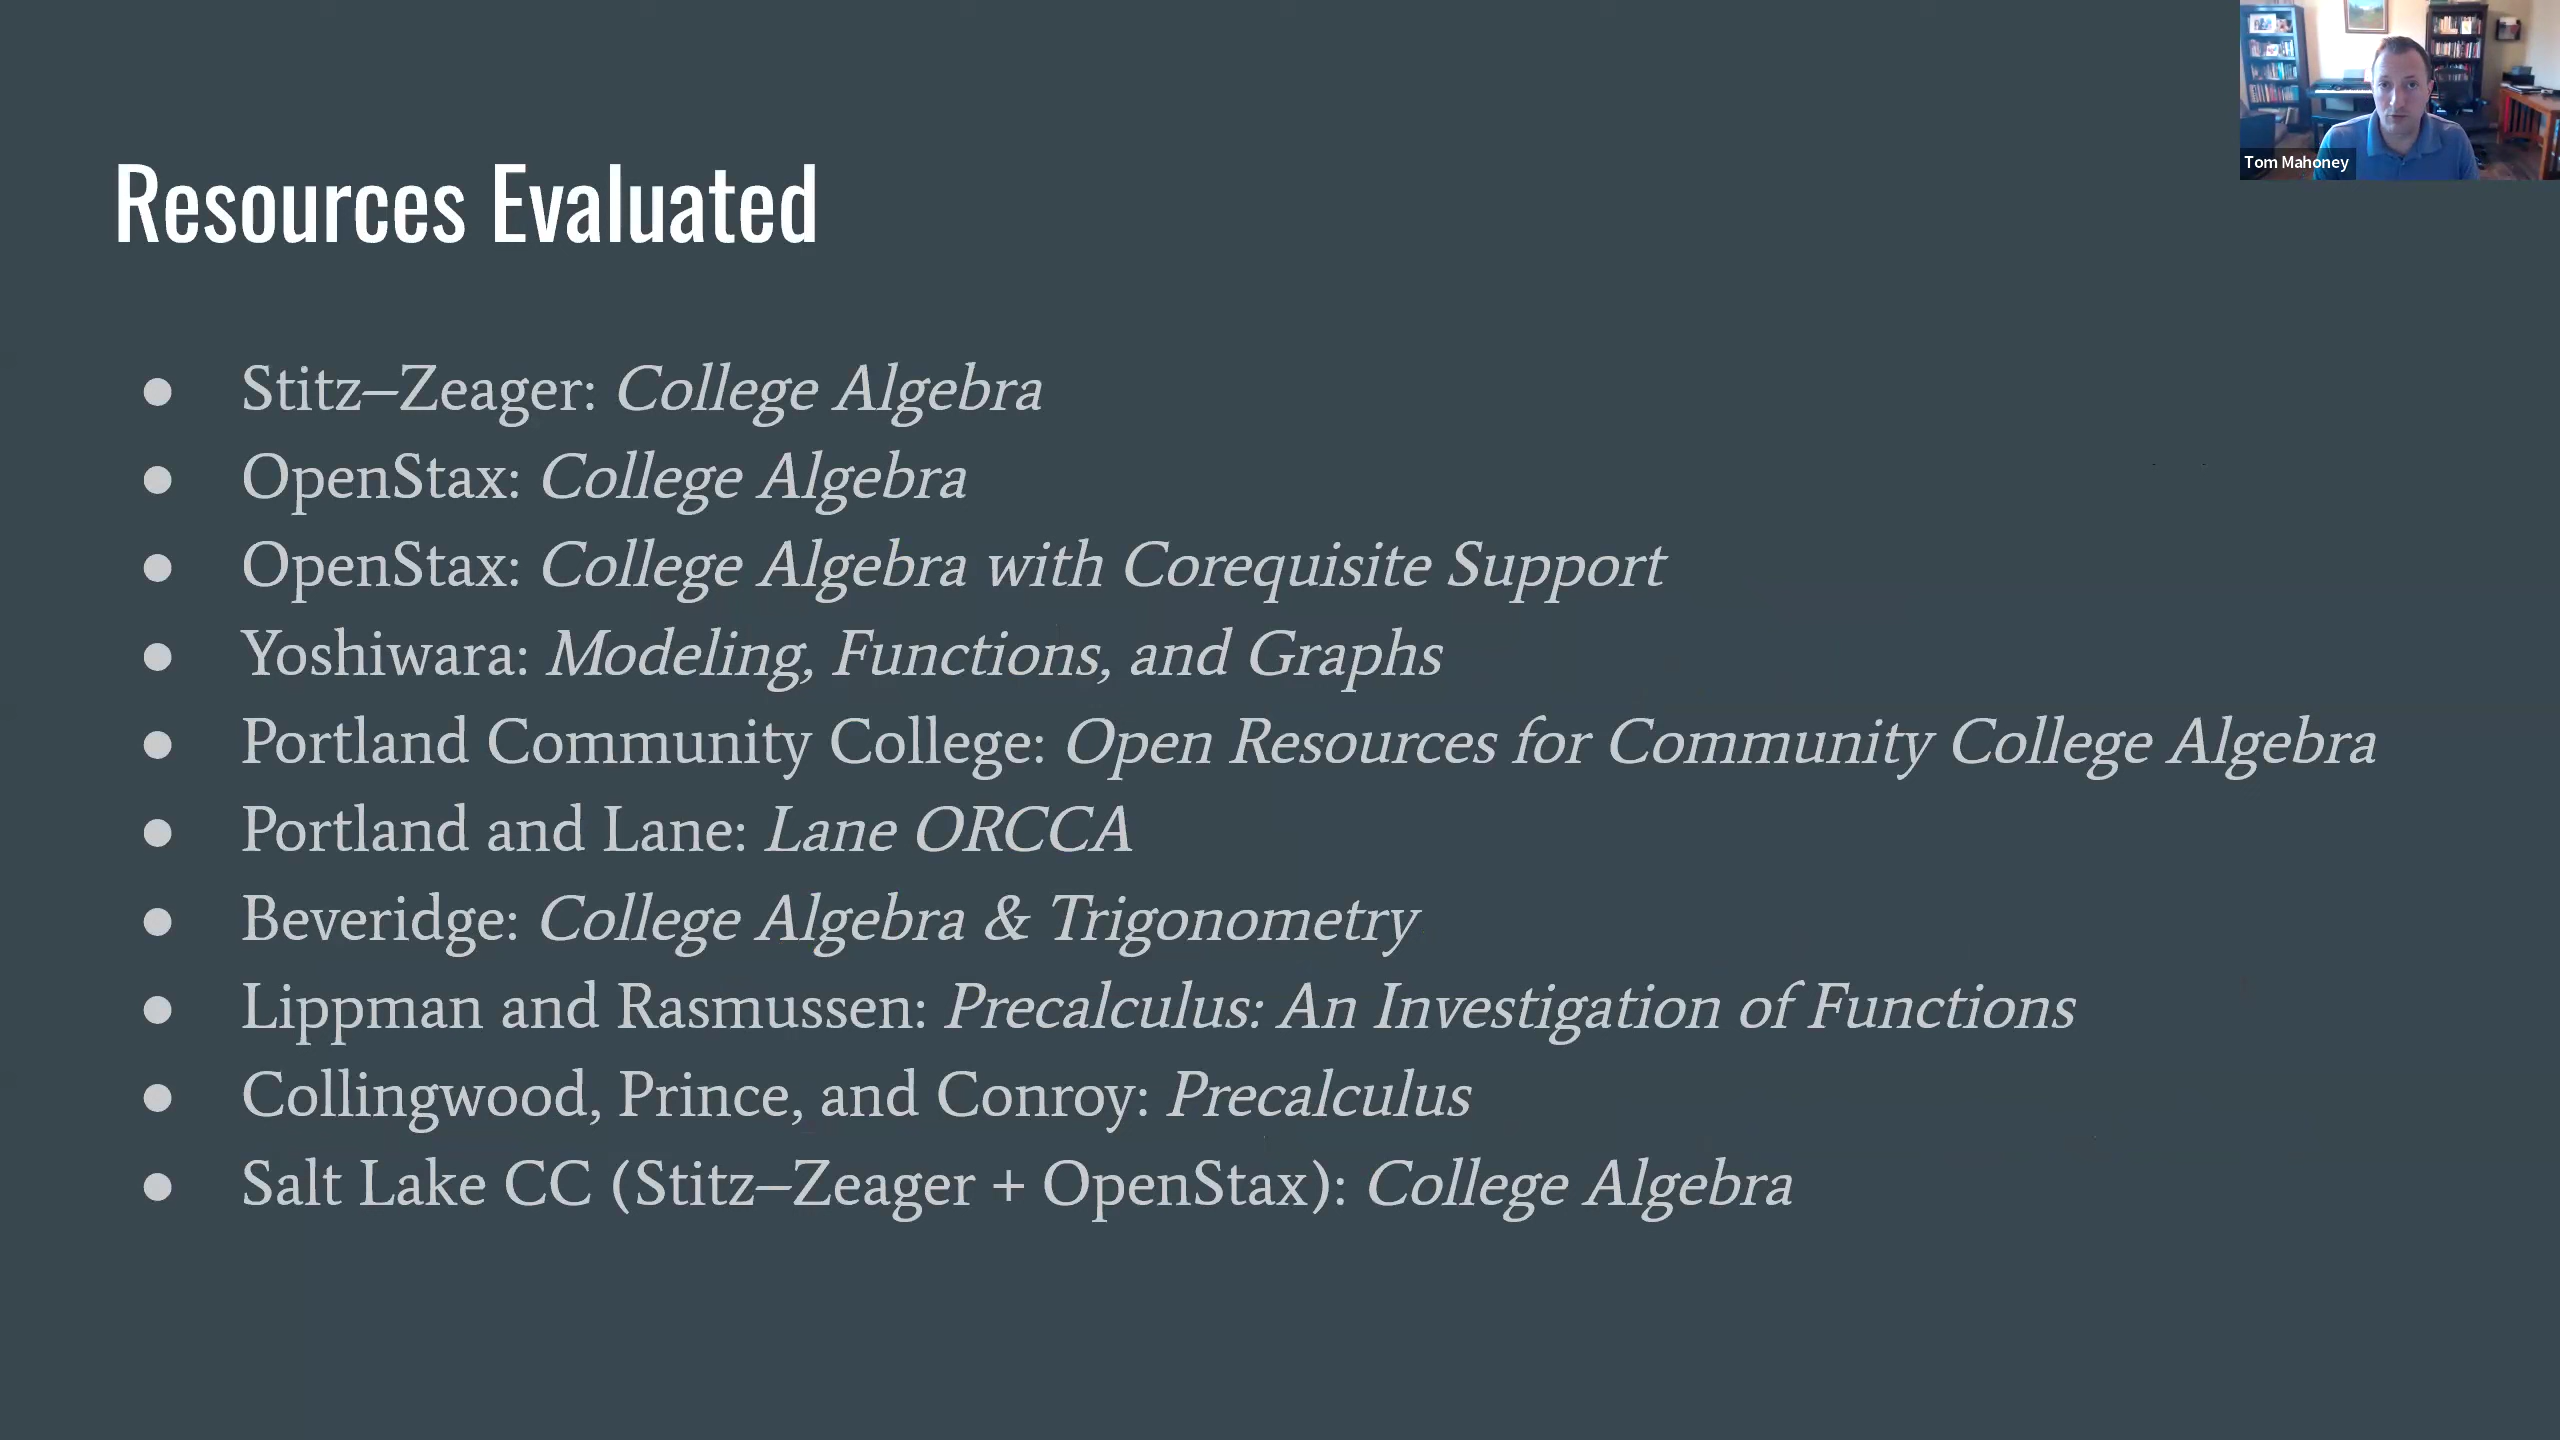 Tom Mahoney
Resources Evaluated
● Stitz–Zeager: College Algebra
● OpenStax: College Algebra
● OpenStax: College Algebra with Corequisite Support
● Yoshiwara: Modeling, Functions, and Graphs
● Portland Community College: Open Resources for Community College Algebra
● Portland and Lane: Lane ORCCA
● Beveridge: College Algebra & Trigonometry
● Lippman and Rasmussen: Precalculus: An Investigation of Functions
● Collingwood, Prince, and Conroy: Precalculus
● Salt Lake CC (Stitz–Zeager + OpenStax): College Algebra